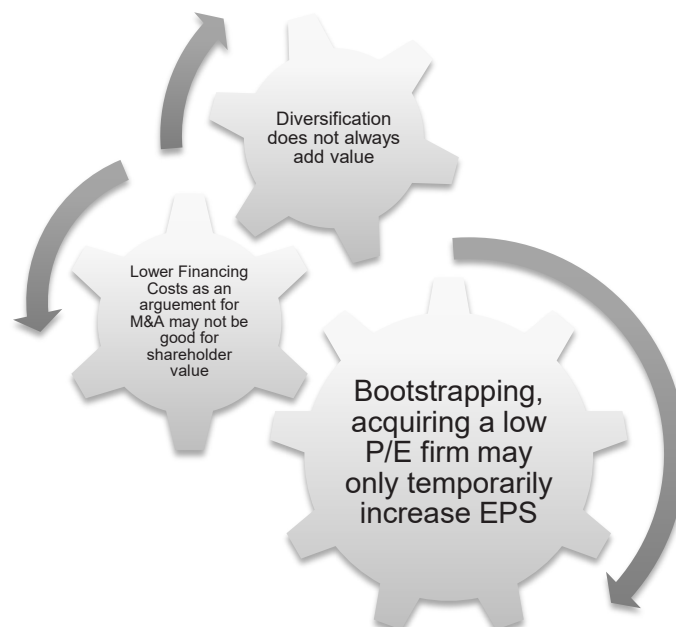 Diversification
does not always
add value
Lower Financing
Costs as an
arguement for
M&A may not be
good for
shareholder
value
Bootstrapping,
acquiring a low
P/E firm may
only temporarily
increase EPS